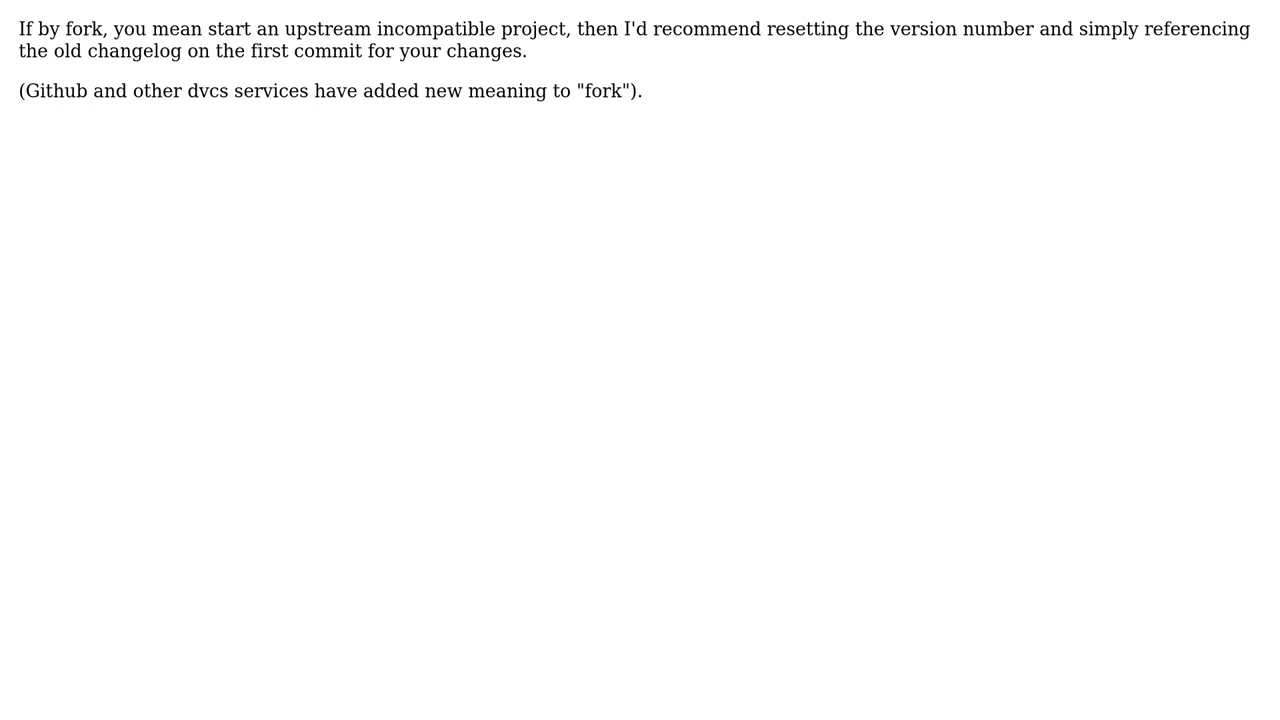 If by fork, you mean start an upstream incompatible project, then I'd recommend resetting the version number and simply referencing
the old changelog on the first commit for your changes.
(Github and other dvcs services have added new meaning to "fork").